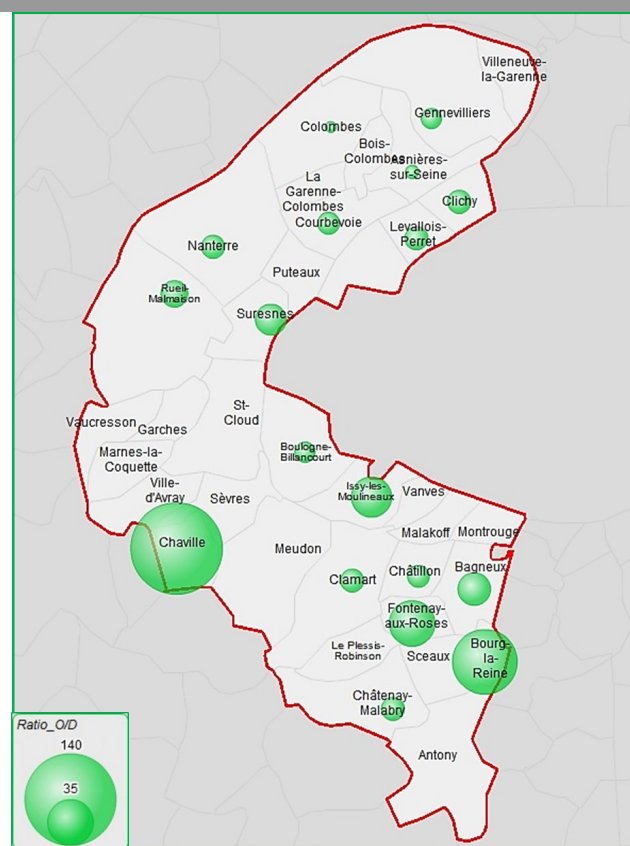 Villeneuve-
la-Garenne
Gennevilliers
Colombes
Bois-
Colombes
Asnières-
sur-Seine
La
Garenne-
Colombes
Clichy
Courbevoie
Levallois-
Perret
Nanterre
Puteaux
Rueil-
Malmaison
Suresnes
St-
Cloud
Vaucresson
Garches
Marnes-la-
Coquette
Boulogne-
Billancourt
Ville-
d'Avray
Sèvres
Issy-les-
Moulineaux
Vanves
Malakoff
Montrouge
Chaville
Meudon
Clamart
Châtillon
Bagneux
Fontenay-
aux-Roses
Le Plessis-
Robinson
Sceaux
Bourg-
la-
Reine
Châtenay-
Malabry
Antony
Ratio_O/D
140
35